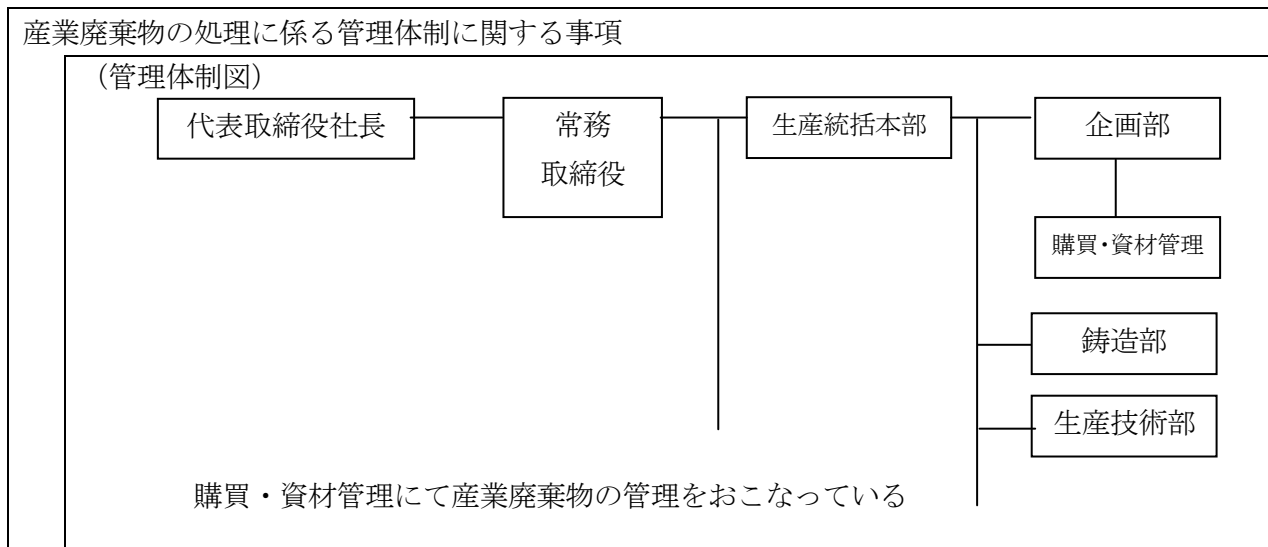 産業廃棄物の処理に係る管理体制に関する事項
（管理体制図）
代表取締役社長
常務
取締役
生産統括本部
企画部
購買・資材管理
鋳造部
生産技術部
購買・資材管理にて産業廃棄物の管理をおこなっている